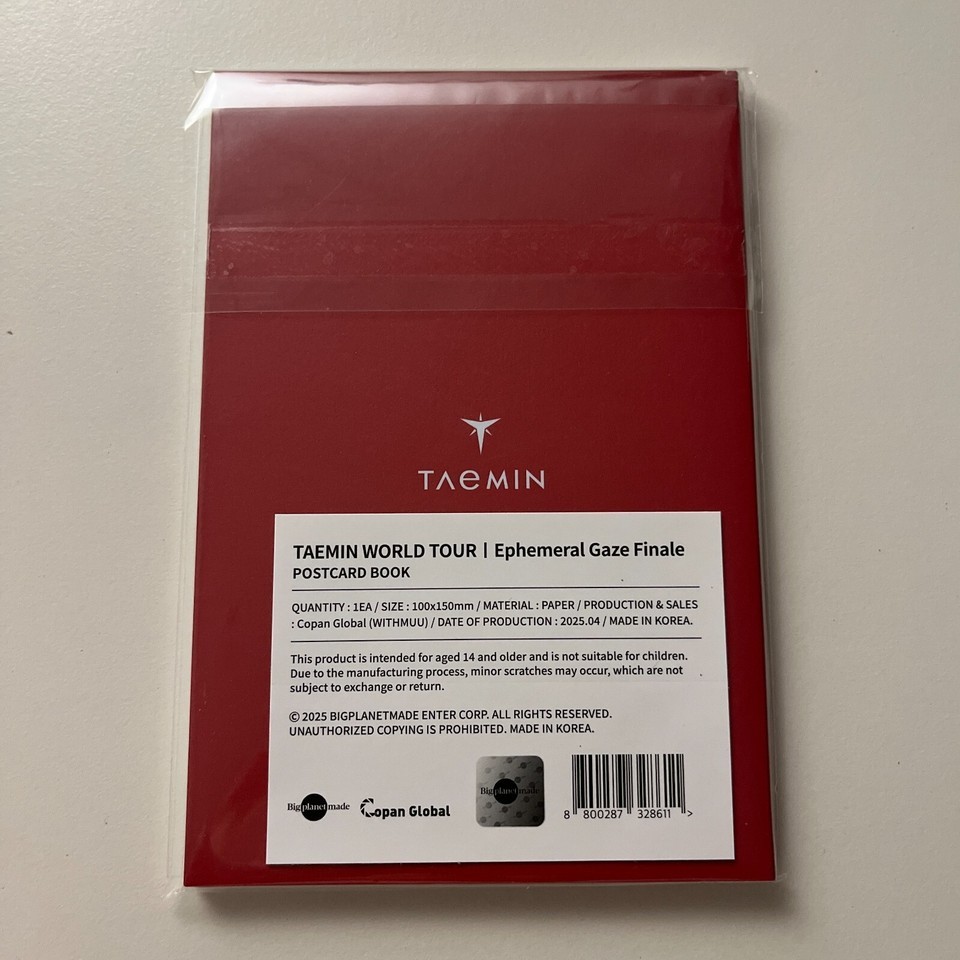 TAEMIN
TAEMIN WORLD TOUR | Ephemeral Gaze Finale
POSTCARD BOOK
QUANTITY : 1EA / SIZE : 100x150mm / MATERIAL : PAPER / PRODUCTION & SALES
: Copan Global (WITHMUU) / DATE OF PRODUCTION : 2025.04 / MADE IN KOREA.
This product is intended for aged 14 and older and is not suitable for children.
Due to the manufacturing process, minor scratches may occur, which are not
subject to exchange or return.
© 2025 BIGPLANETMADE ENTER CORP. ALL RIGHTS RESERVED.
UNAUTHORIZED COPYING IS PROHIBITED. MADE IN KOREA.
Bigplanetmade Copan Global Bigplanetmade
8 800287 328611 >